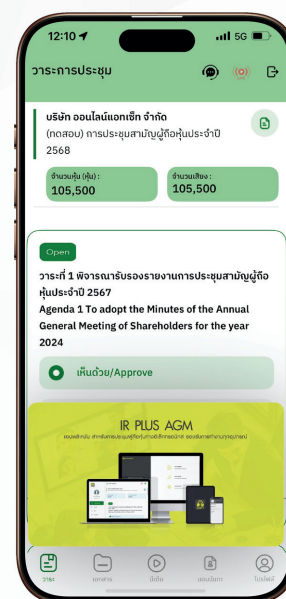 12:10
5G
วาระการประชุม
บริษัท ออนไลน์แอทเซ็ท จำกัด
(ทดสอบ) การประชุมสามัญผู้ถือหุ้นประจำปี
2568
จำนวนหุ้น (หุ้น) :
105,500
จำนวนเสียง :
105,500
Open
วาระที่ 1 พิจารณารับรองรายงานการประชุมสามัญผู้ถือ
หุ้นประจำปี 2567
Agenda 1 To adopt the Minutes of the Annual
General Meeting of Shareholders for the year
2024
เห็นด้วย/Approve
IR PLUS AGM
วาระ
เอกสาร
โปรไฟล์